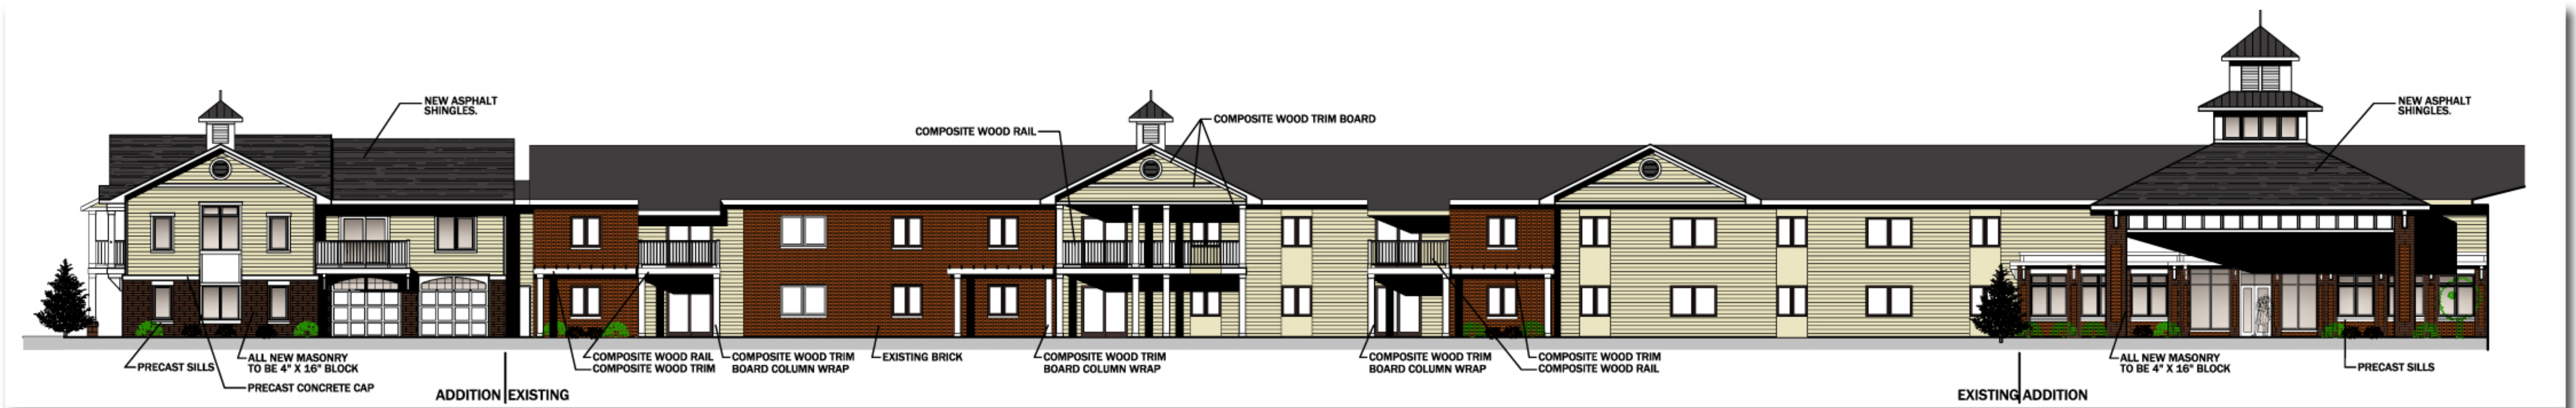 NEW ASPHALT
SHINGLES.
COMPOSITE WOOD RAIL
COMPOSITE WOOD TRIM BOARD
NEW ASPHALT
SHINGLES.
PRECAST SILLS
ALL NEW MASONRY
TO BE 4" X 16" BLOCK
PRECAST CONCRETE CAP
COMPOSITE WOOD RAIL
COMPOSITE WOOD TRIM
COMPOSITE WOOD TRIM
BOARD COLUMN WRAP
EXISTING BRICK
COMPOSITE WOOD TRIM
BOARD COLUMN WRAP
COMPOSITE WOOD TRIM
BOARD COLUMN WRAP
COMPOSITE WOOD TRIM
COMPOSITE WOOD RAIL
ALL NEW MASONRY
TO BE 4" X 16" BLOCK
PRECAST SILLS
ADDITION EXISTING
EXISTING ADDITION